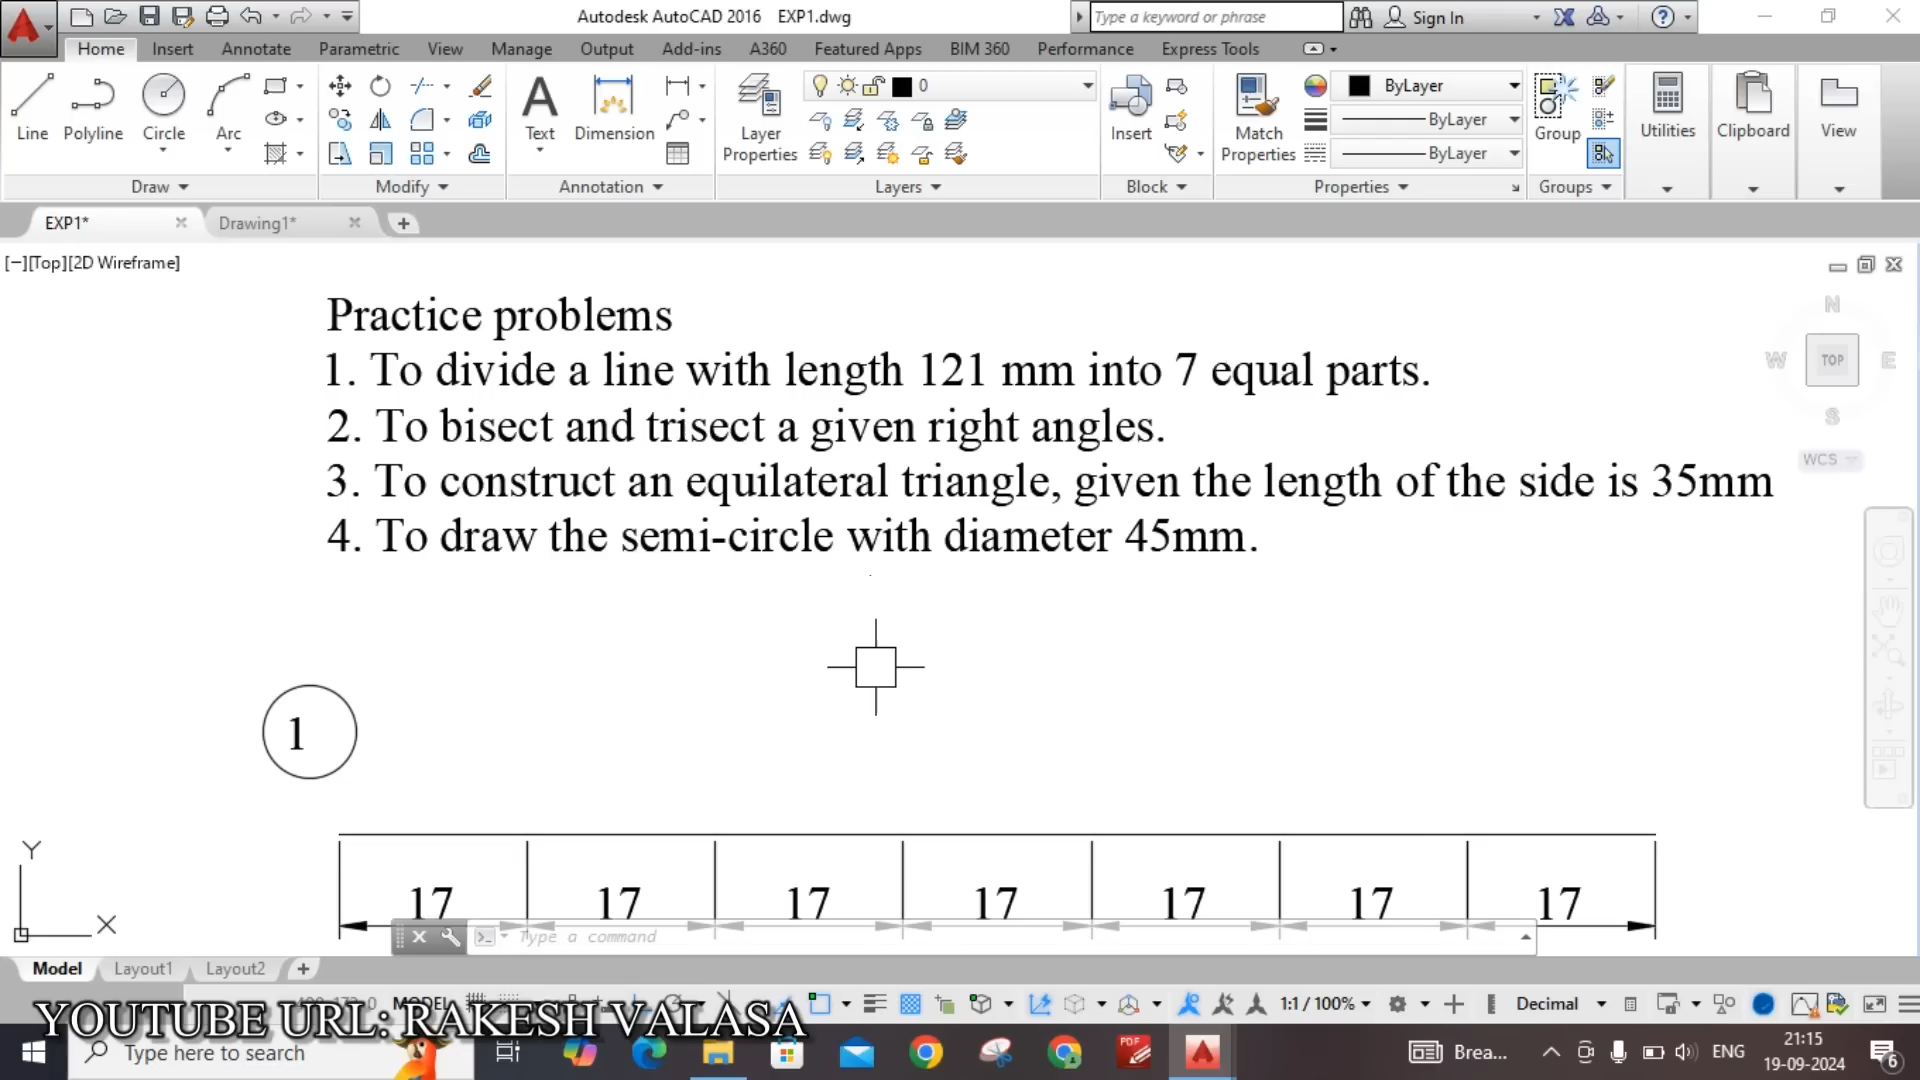 Autodesk AutoCAD 2016 EXP1.dwg
Type a keyword or phrase
Sign In
Home Insert Annotate Parametric View Manage Output Add-ins A360 Featured Apps BIM 360 Performance Express Tools
Line Polyline Circle Arc
Text Dimension
Layer Properties
0
Insert
Match Properties
ByLayer
ByLayer
ByLayer
Group
Utilities Clipboard View
Draw Modify Annotation Layers Block Properties Groups
EXP1* Drawing1*
[−][Top][2D Wireframe]
N
W TOP E
S
WCS
Practice problems
1. To divide a line with length 121 mm into 7 equal parts.
2. To bisect and trisect a given right angles.
3. To construct an equilateral triangle, given the length of the side is 35mm
4. To draw the semi-circle with diameter 45mm.
1
17 17 17 17 17 17 17
Y
X
Type a command
Model Layout1 Layout2
MODEL 1:1 / 100% Decimal
YOUTUBE URL: RAKESH VALASA
Type here to search
PDF
Brea...
ENG
21:15
19-09-2024
6